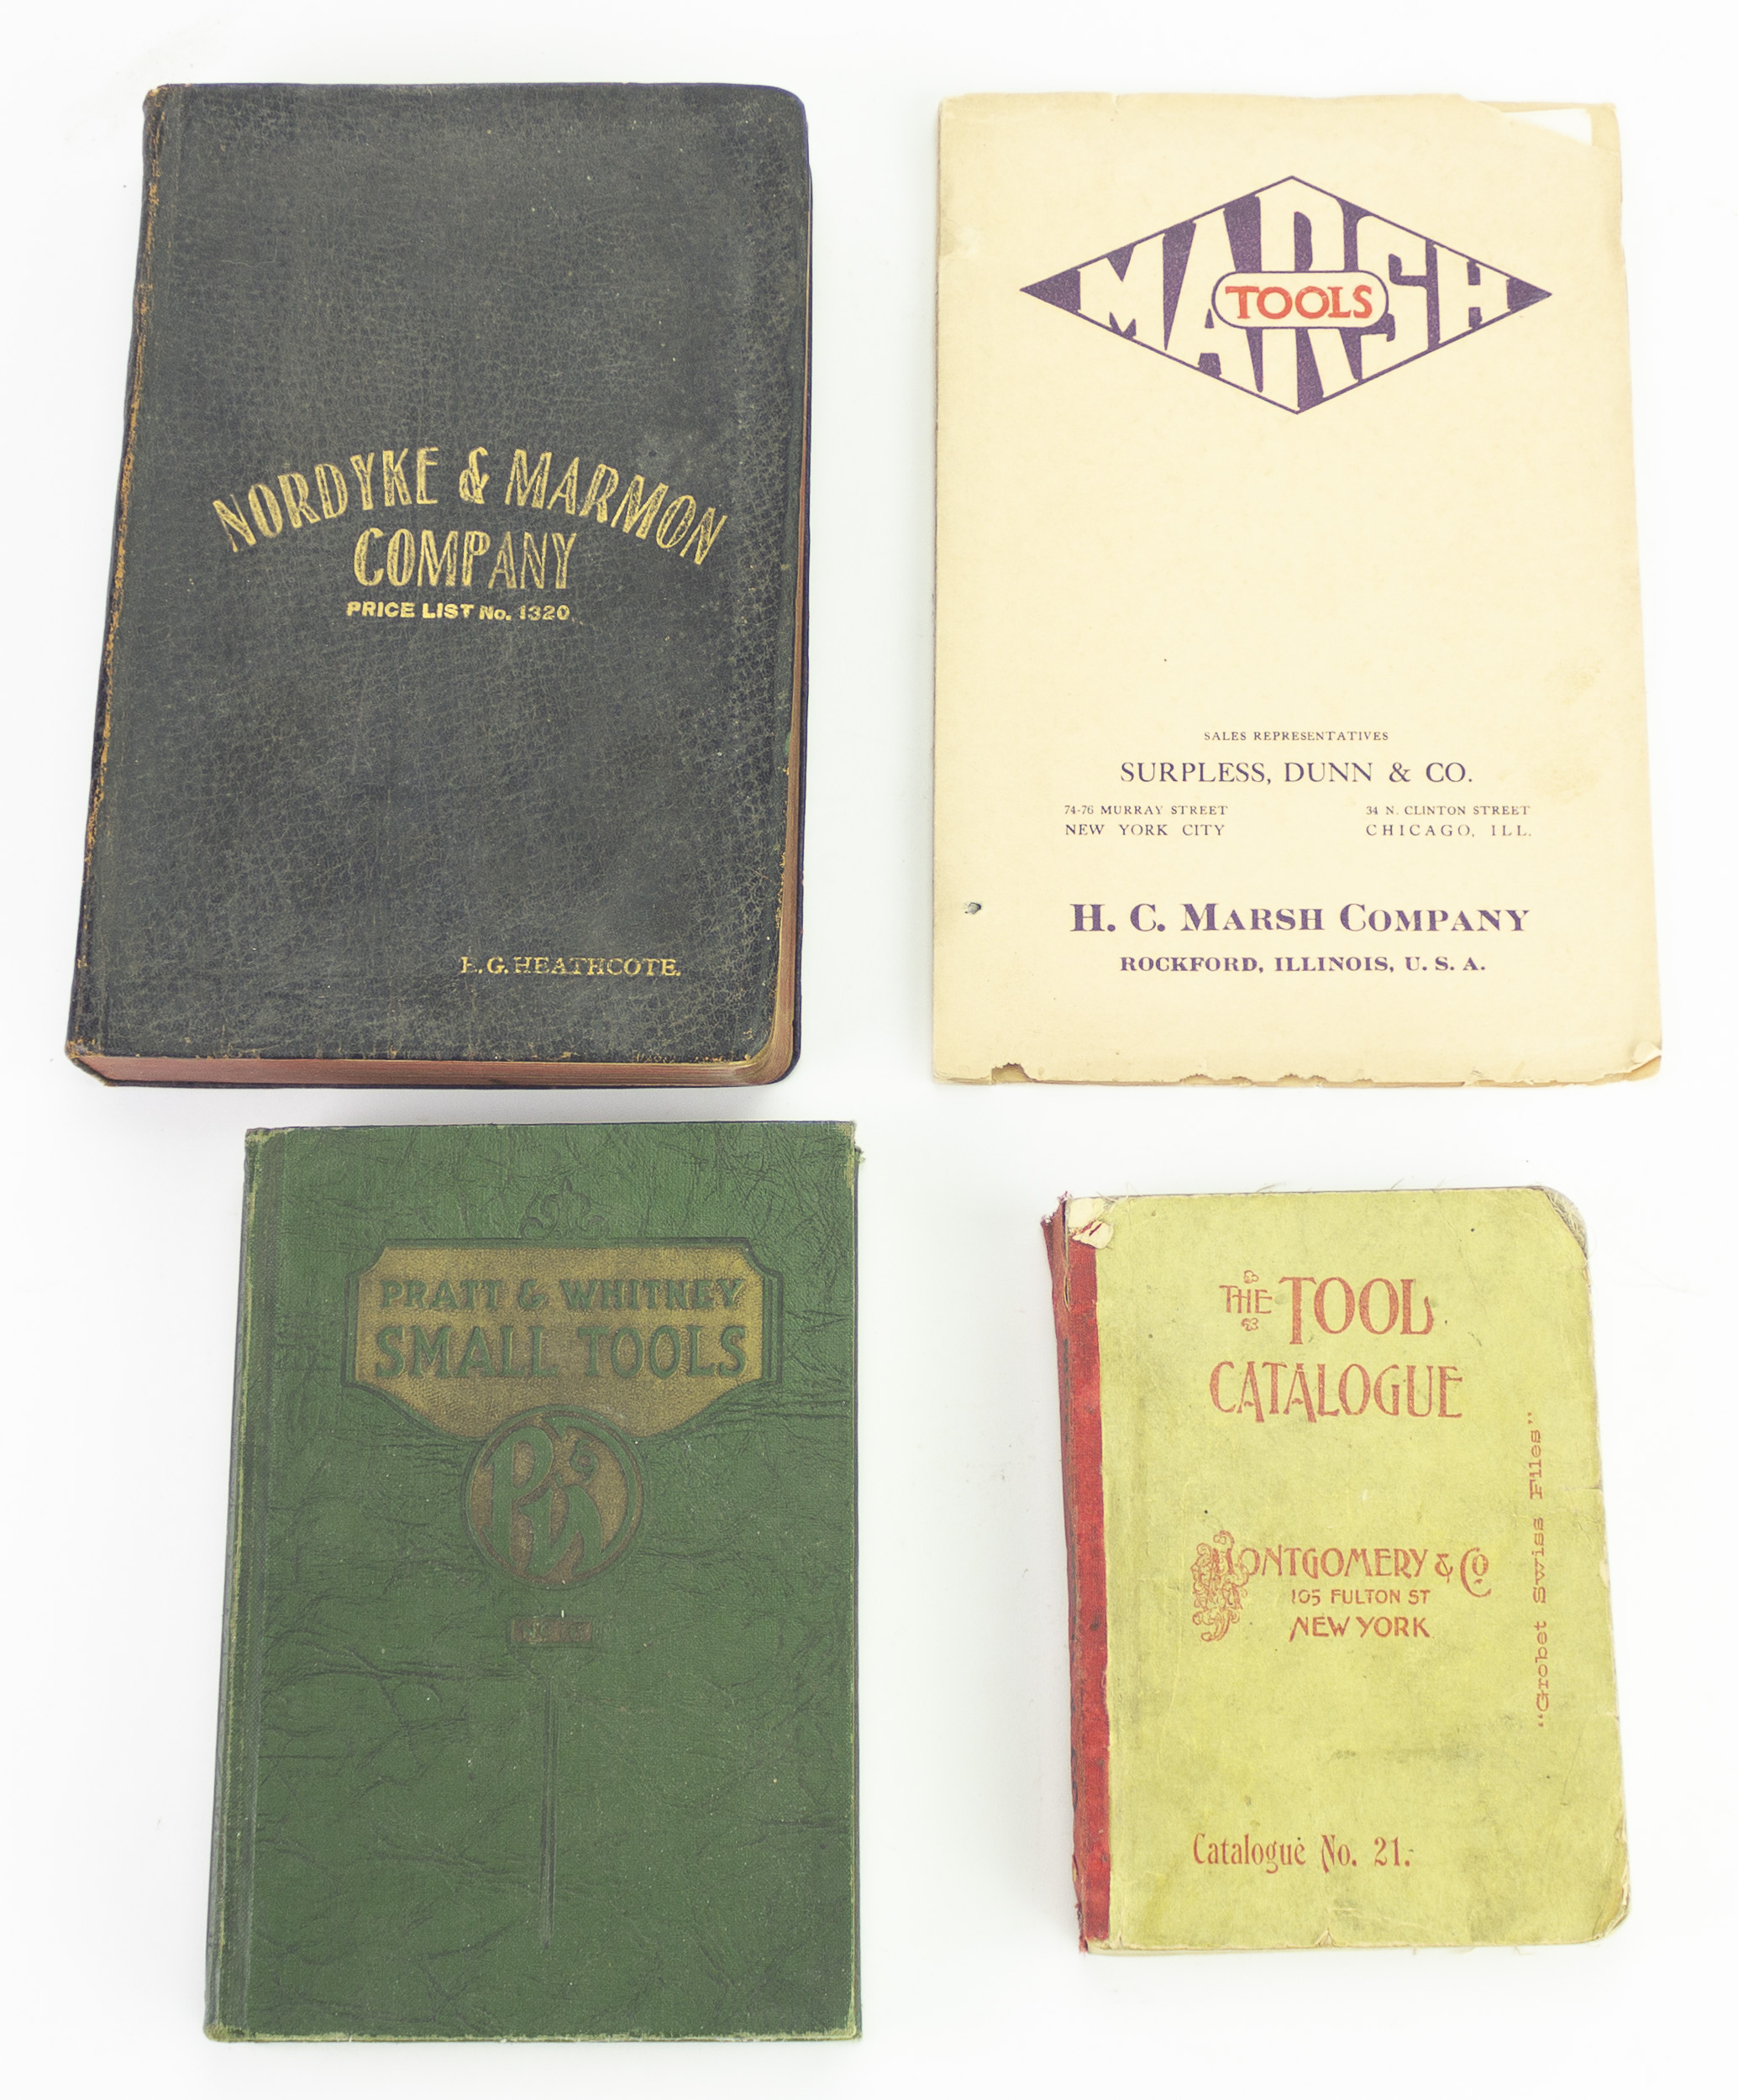 NORDYKE & MARMON
COMPANY
PRICE LIST No. 1320.
G. HEATHCOTE.
MARSH
TOOLS
SALES REPRESENTATIVES
SURPLESS, DUNN & CO.
74-76 MURRAY STREET
NEW YORK CITY
34 N. CLINTON STREET
CHICAGO, ILL.
H. C. MARSH COMPANY
ROCKFORD, ILLINOIS, U. S. A.
PRATT & WHITNEY
SMALL TOOLS
THE TOOL
CATALOGUE
MONTGOMERY & CO
105 FULTON ST
NEW YORK
"Grobet Swiss Files"
Catalogue No. 21.